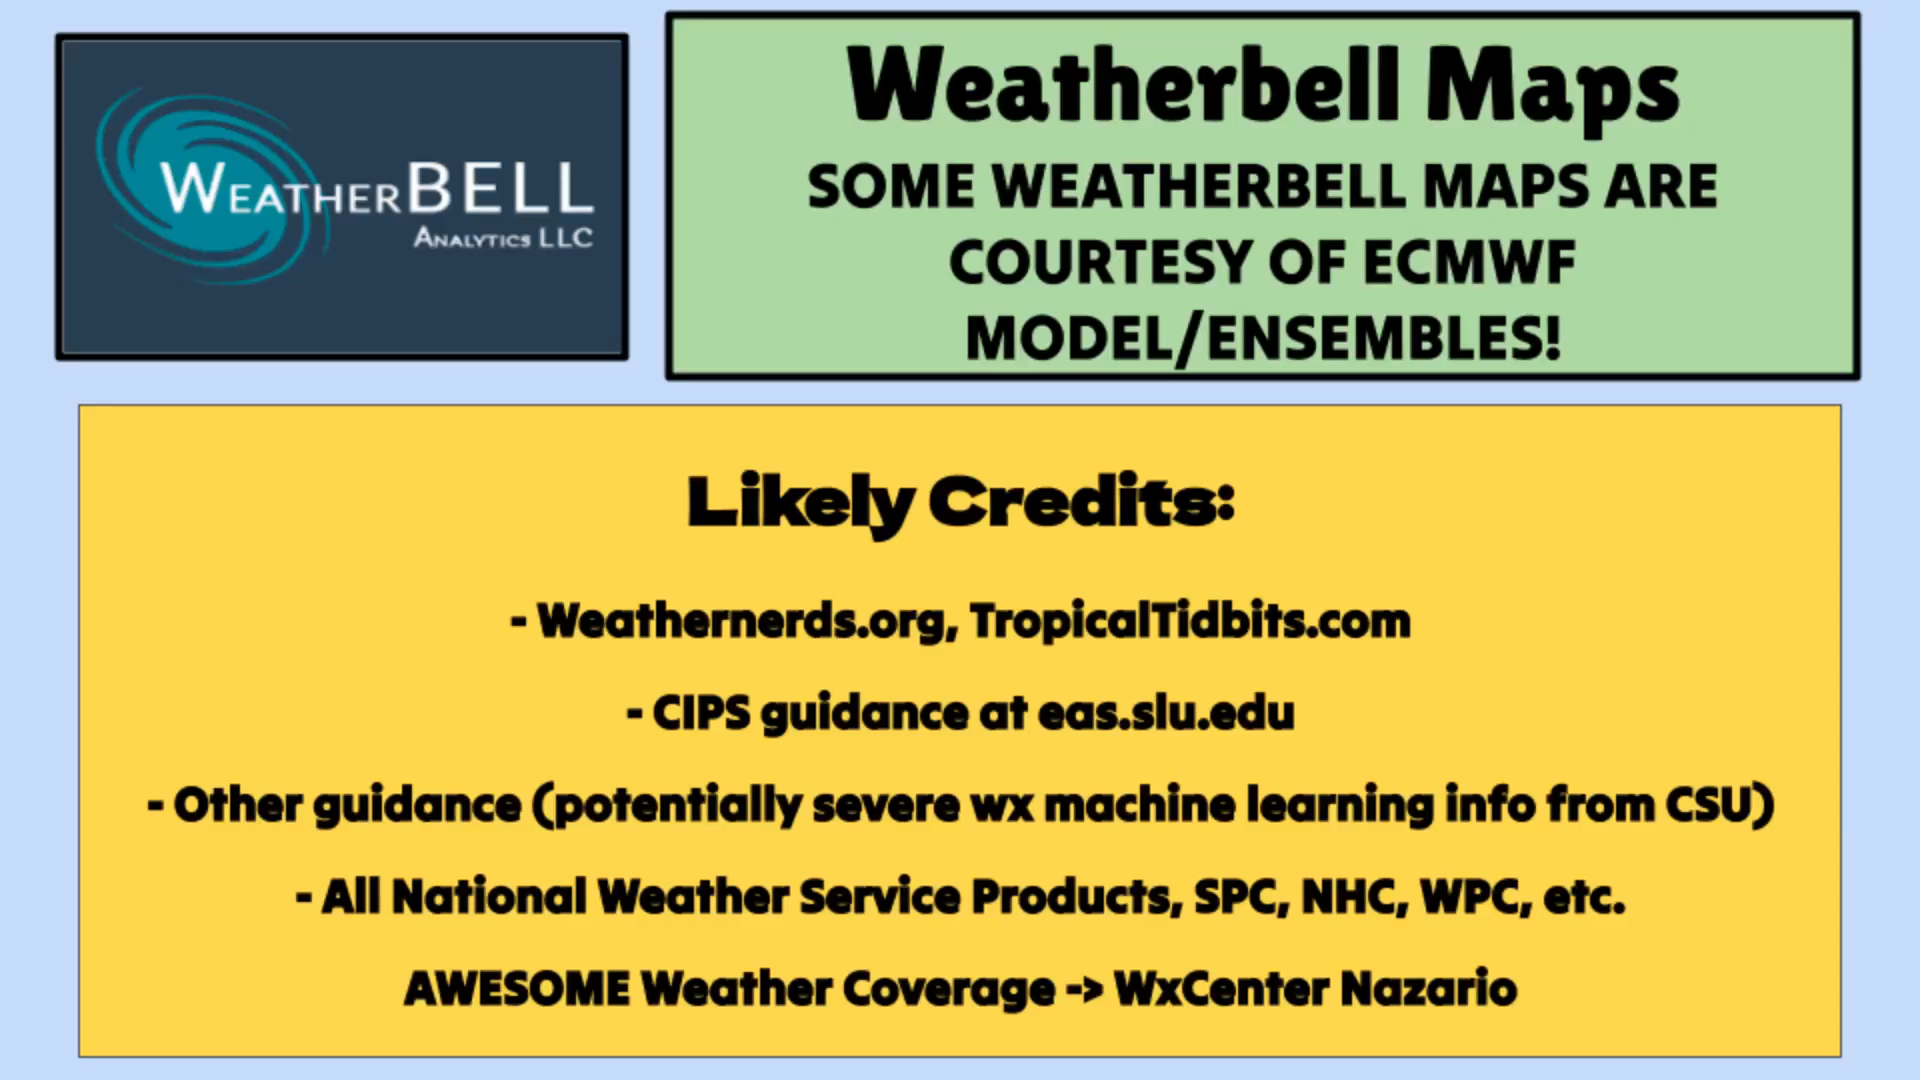 WEATHERBELL
ANALYTICS LLC
Weatherbell Maps
SOME WEATHERBELL MAPS ARE
COURTESY OF ECMWF
MODEL/ENSEMBLES!
Likely Credits:
- Weathernerds.org, TropicalTidbits.com
- CIPS guidance at eas.slu.edu
- Other guidance (potentially severe wx machine learning info from CSU)
- All National Weather Service Products, SPC, NHC, WPC, etc.
AWESOME Weather Coverage -> WxCenter Nazario